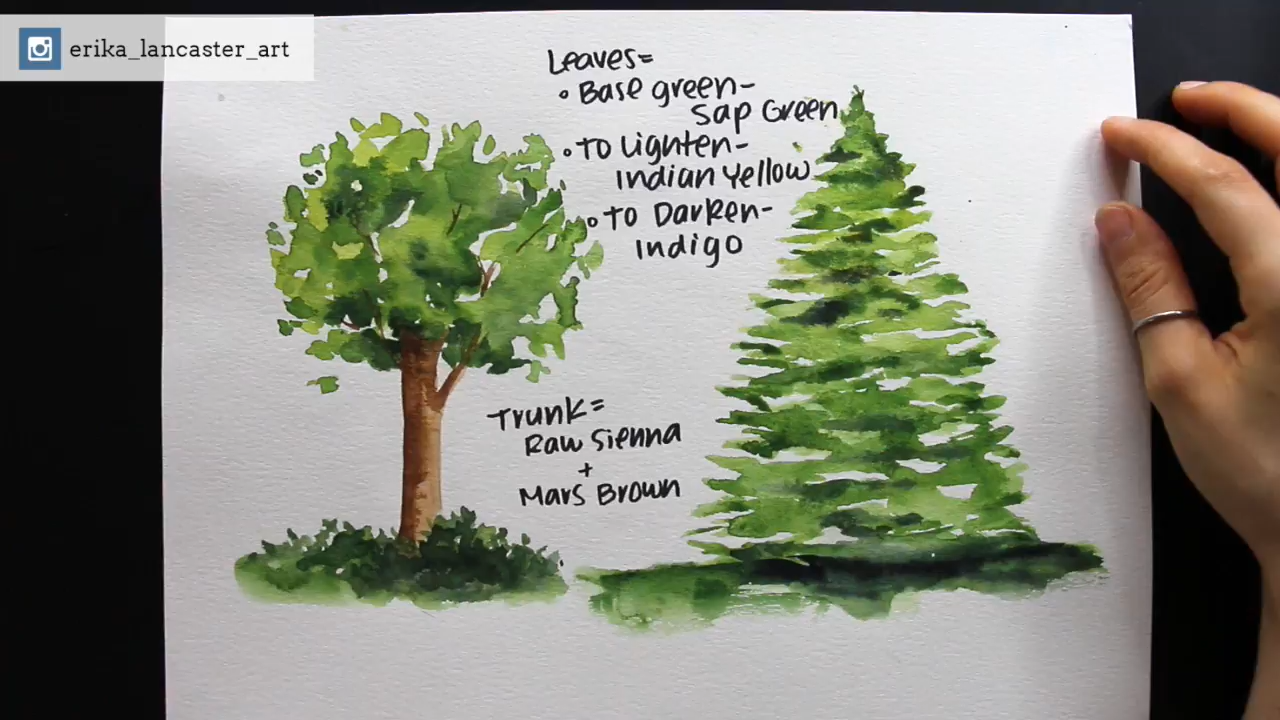 erika_lancaster_art
Leaves=
• Base green-
Sap Green
• To Lighten-
Indian Yellow
• To Darken-
Indigo
Trunk=
Raw Sienna
+
Mars Brown